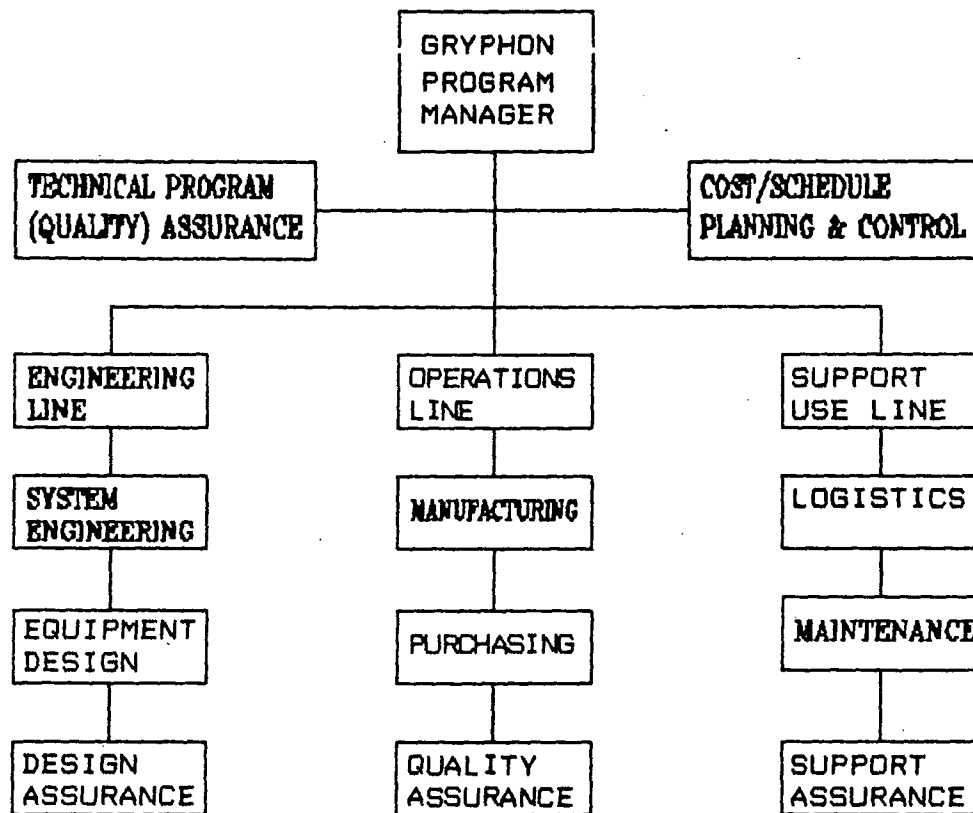 GRYPHON
PROGRAM
MANAGER
TECHNICAL PROGRAM
(QUALITY) ASSURANCE
COST/SCHEDULE
PLANNING & CONTROL
ENGINEERING
LINE
OPERATIONS
LINE
SUPPORT
USE LINE
SYSTEM
ENGINEERING
MANUFACTURING
LOGISTICS
EQUIPMENT
DESIGN
PURCHASING
MAINTENANCE
DESIGN
ASSURANCE
QUALITY
ASSURANCE
SUPPORT
ASSURANCE